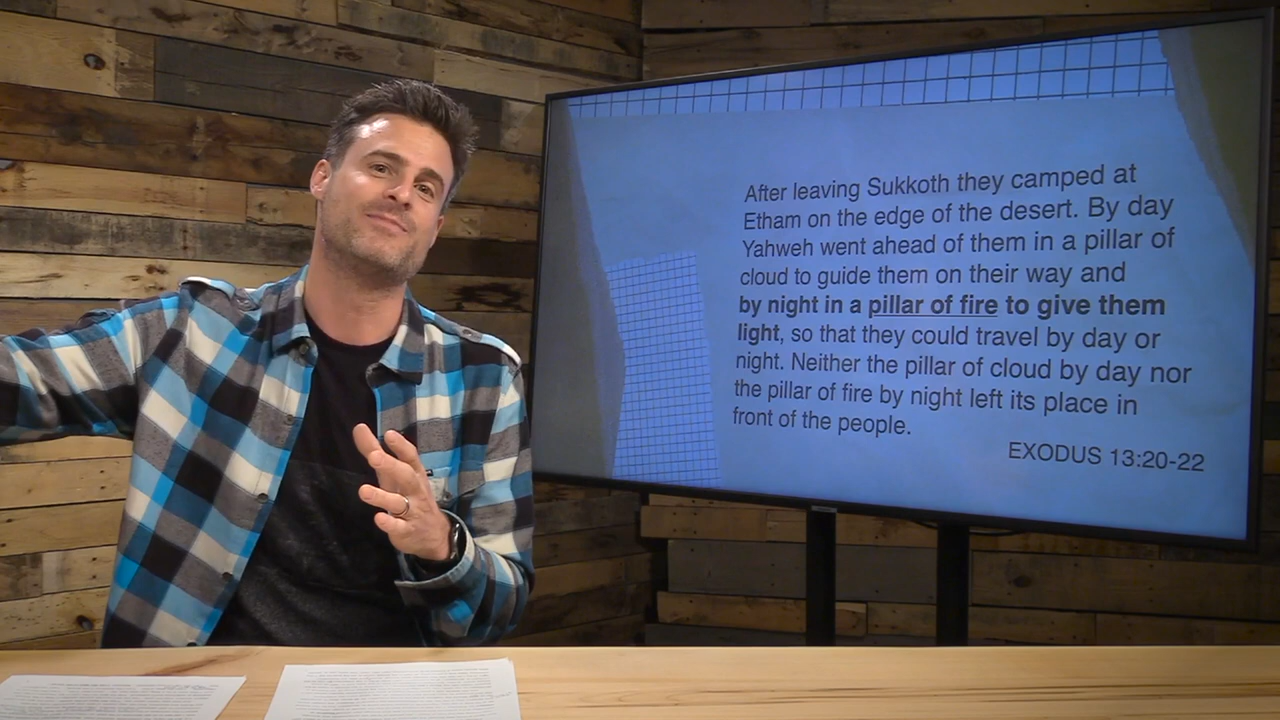 After leaving Sukkoth they camped at
Etham on the edge of the desert. By day
Yahweh went ahead of them in a pillar of
cloud to guide them on their way and
by night in a pillar of fire to give them
light, so that they could travel by day or
night. Neither the pillar of cloud by day nor
the pillar of fire by night left its place in
front of the people.
EXODUS 13:20-22